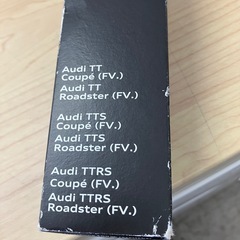 Audi TT
Coupé (FV.)
Audi TT
Roadster (FV.)
Audi TTS
Coupé (FV.)
Audi TTS
Roadster (FV.)
Audi TTRS
Coupé (FV.)
Audi TTRS
Roadster (FV.)